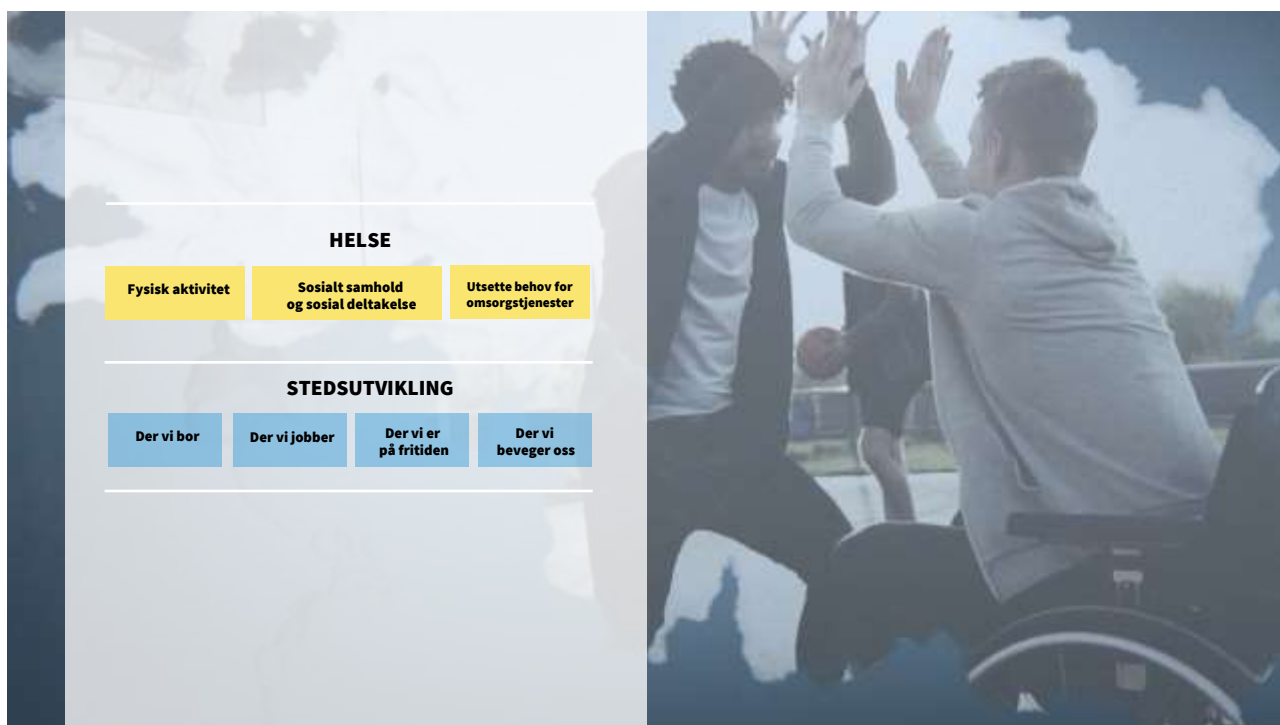 HELSE
Fysisk aktivitet
Sosialt samhold
og sosial deltakelse
Utsette behov for
omsorgstjenester
STEDSUTVIKLING
Der vi bor
Der vi jobber
Der vi er
på fritiden
Der vi
beveger oss